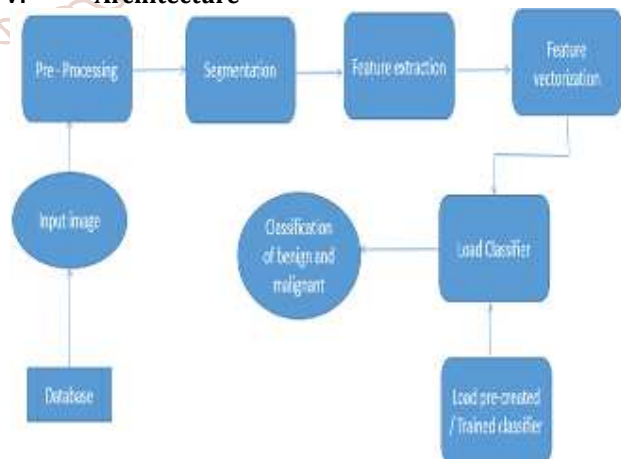 V. Architecture
Pre - Processing
Segmentation
Feature extraction
Feature
vectorization
Input image
Classification
of benign and
malignant
Load Classifier
Database
Load pre-created
/ Trained classifier